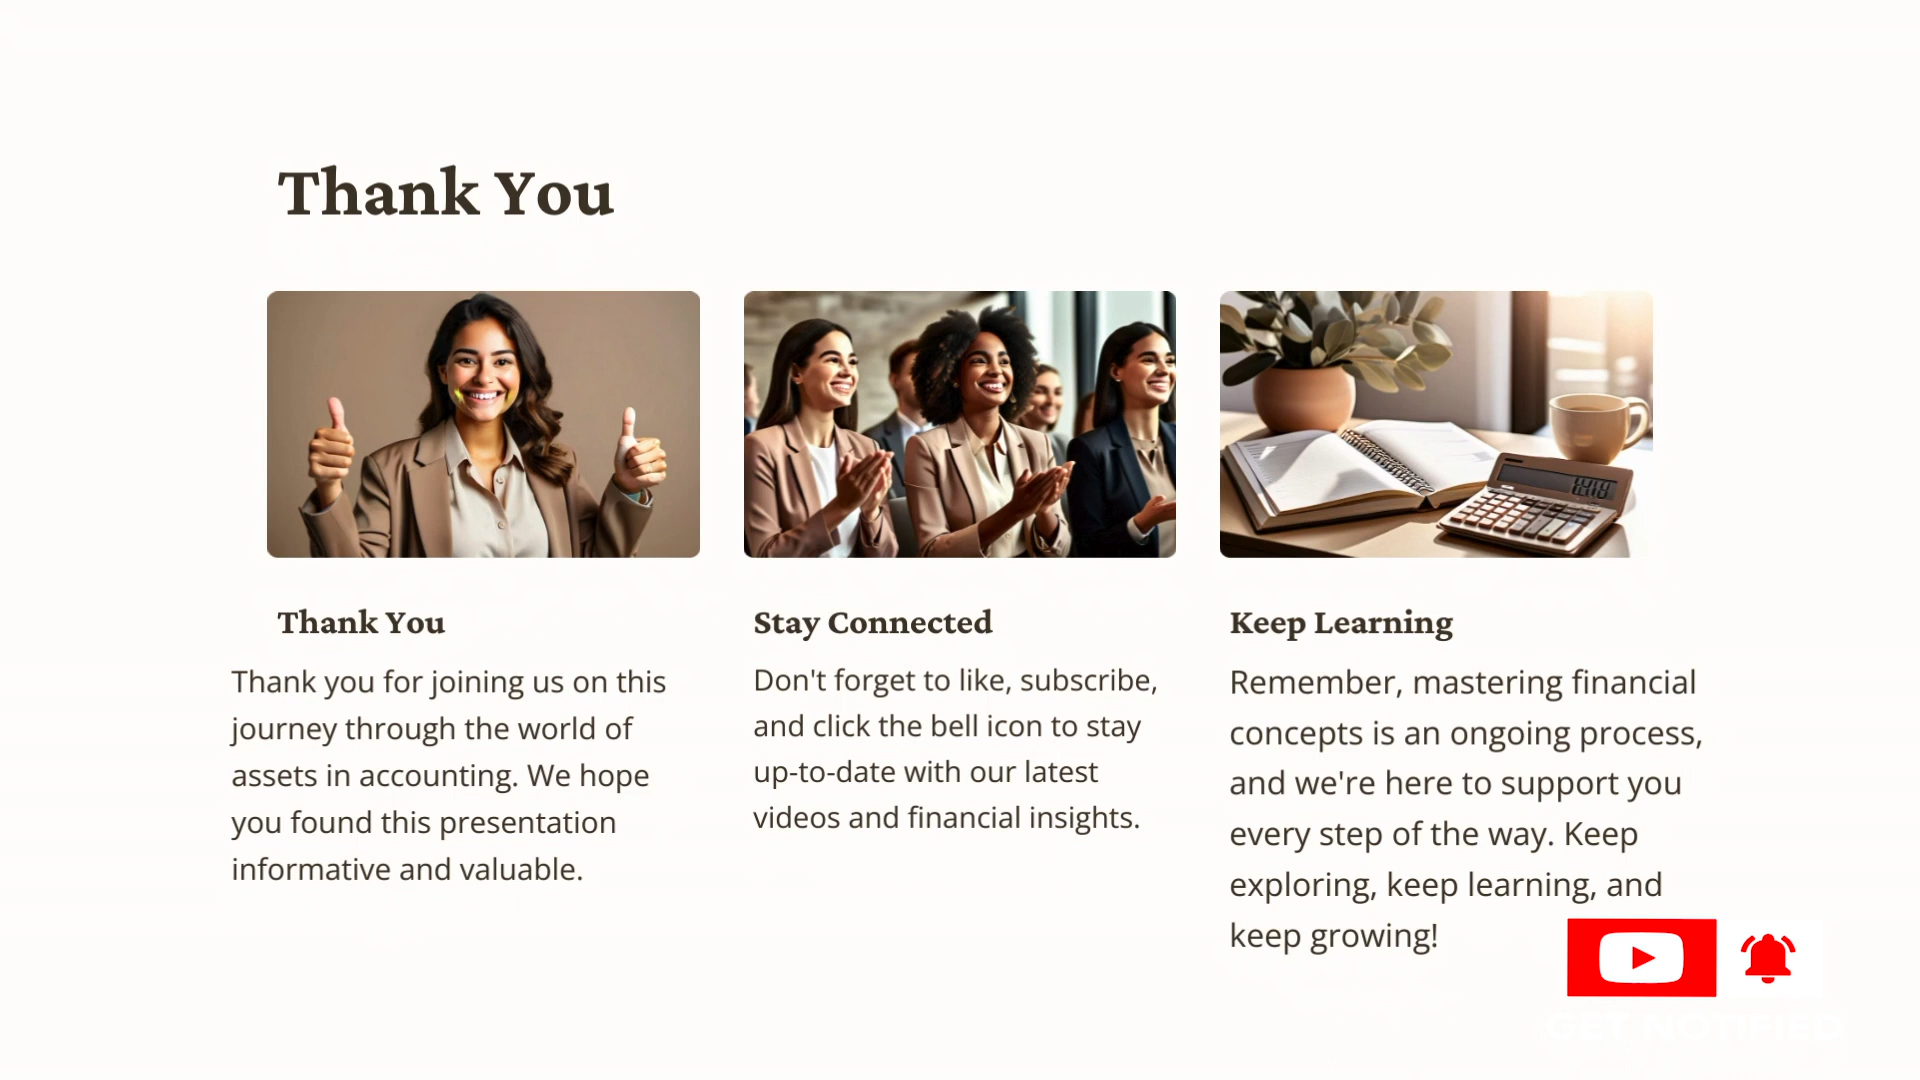 Thank You
Thank You
Thank you for joining us on this
journey through the world of
assets in accounting. We hope
you found this presentation
informative and valuable.
Stay Connected
Don't forget to like, subscribe,
and click the bell icon to stay
up-to-date with our latest
videos and financial insights.
Keep Learning
Remember, mastering financial
concepts is an ongoing process,
and we're here to support you
every step of the way. Keep
exploring, keep learning, and
keep growing!
GET NOTIFIED